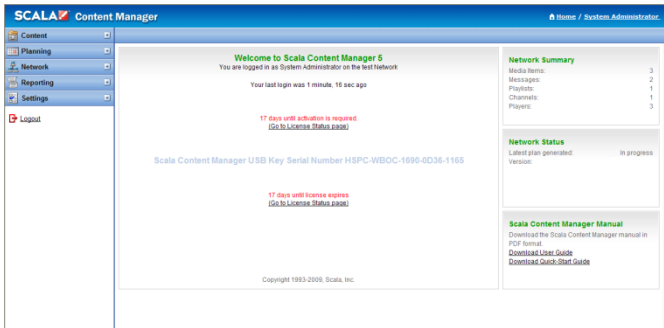 SCALA Content Manager
Home / System Administrator
Content
Planning
Network
Reporting
Settings
Logout
Welcome to Scala Content Manager 5
You are logged in as System Administrator on the test Network
Your last login was 1 minute, 16 sec ago
17 days until activation is required.
(Go to License Status page)
Scala Content Manager USB Key Serial Number HSPC-WBOC-1690-0D36-1165
17 days until license expires
(Go to License Status page)
Copyright 1993-2009, Scala, Inc.
Network Summary
Media Items: 3
Messages: 2
Playlists: 1
Channels: 1
Players: 3
Network Status
Latest plan generated: In progress
Version:
Scala Content Manager Manual
Download the Scala Content Manager manual in
PDF format.
Download User Guide
Download Quick-Start Guide